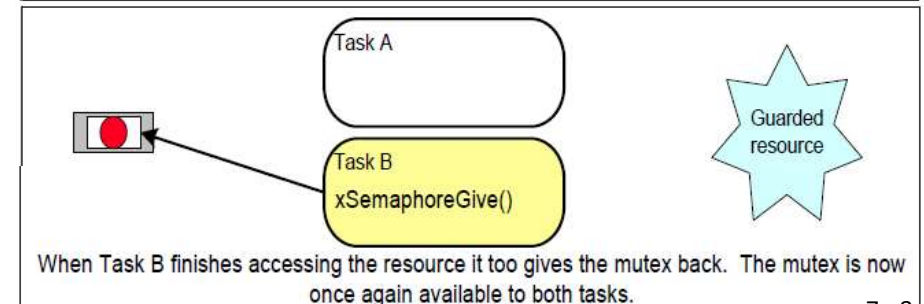 Task A
Guarded
resource
Task B
xSemaphoreGive()
When Task B finishes accessing the resource it too gives the mutex back. The mutex is now
once again available to both tasks.